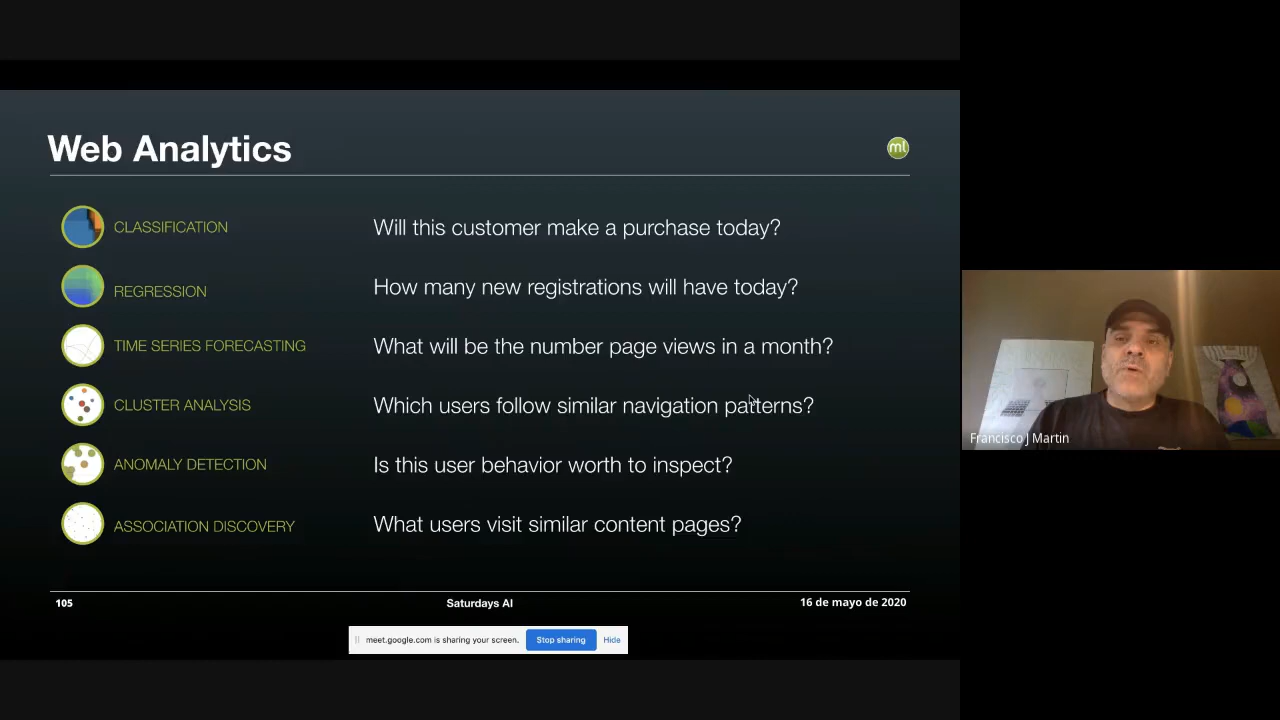 Web Analytics
ml
CLASSIFICATION Will this customer make a purchase today?
REGRESSION How many new registrations will have today?
TIME SERIES FORECASTING What will be the number page views in a month?
CLUSTER ANALYSIS Which users follow similar navigation patterns?
ANOMALY DETECTION Is this user behavior worth to inspect?
ASSOCIATION DISCOVERY What users visit similar content pages?
105 Saturdays AI 16 de mayo de 2020
meet.google.com is sharing your screen. Stop sharing Hide
Francisco J Martin